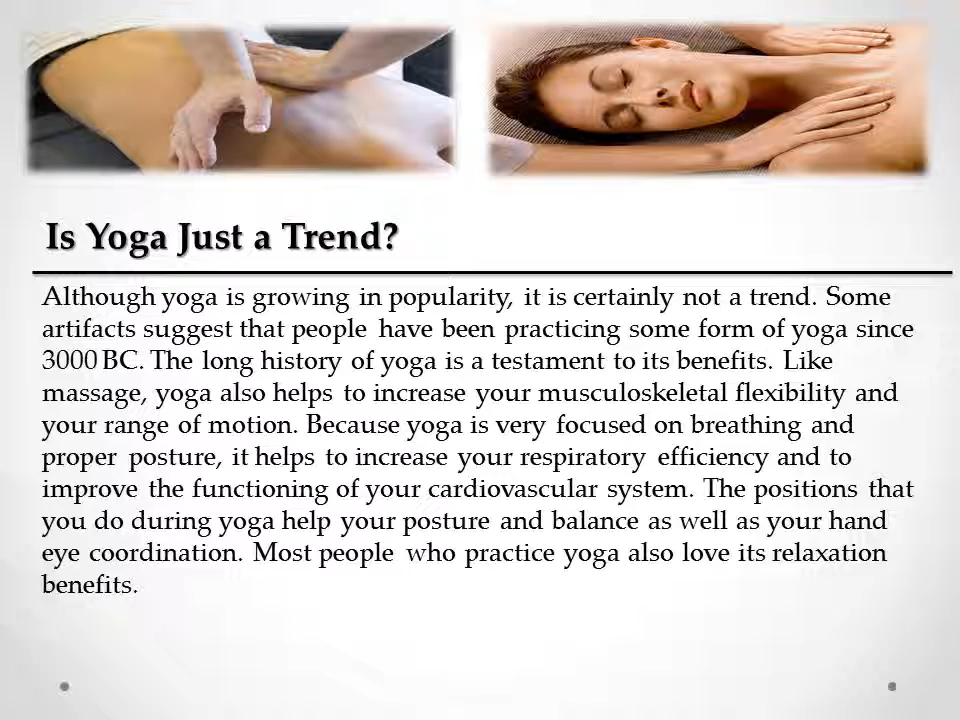 Is Yoga Just a Trend?
Although yoga is growing in popularity, it is certainly not a trend. Some
artifacts suggest that people have been practicing some form of yoga since
3000 BC. The long history of yoga is a testament to its benefits. Like
massage, yoga also helps to increase your musculoskeletal flexibility and
your range of motion. Because yoga is very focused on breathing and
proper posture, it helps to increase your respiratory efficiency and to
improve the functioning of your cardiovascular system. The positions that
you do during yoga help your posture and balance as well as your hand
eye coordination. Most people who practice yoga also love its relaxation
benefits.